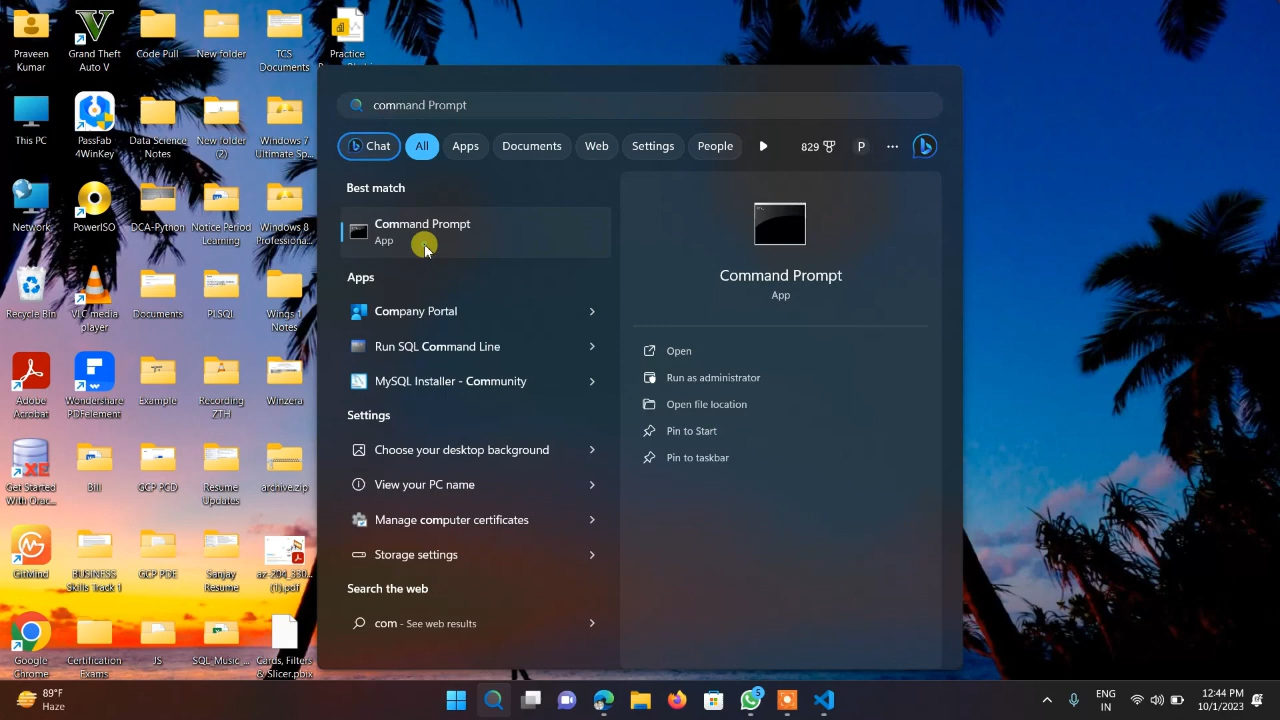 Praveen
Kumar
Grand Theft
Auto V
Code Pull
New folder
TCS
Documents
Practice
This PC
PassFab
4WinKey
Data Science
Notes
New folder
(2)
Windows 7
Ultimate Sp...
Network
PowerISO
DCA-Python
Notice Period
Learning
Windows 8
Professiona...
Recycle Bin
VLC media
player
Documents
PLSQL
Wings 1
Notes
Adobe
Acrobat
Wondershare
PDFelement
Example
Recording
ZTH
Winzera
Get Started
With Orac...
Bill
GCP PCD
Resume
Updates
archive.zip
GitMind
BUSINESS
Skills Track 1
GCP PDE
Sanjay
Resume
az-204_330...
(1).pdf
Google
Chrome
Certification
Exams
JS
SQL_Music_...
Cards, Filters
& Slicer.pbix
command Prompt
Chat
All
Apps
Documents
Web
Settings
People
829
P
Best match
Command Prompt
App
Apps
Company Portal
Run SQL Command Line
MySQL Installer - Community
Settings
Choose your desktop background
View your PC name
Manage computer certificates
Storage settings
Search the web
com - See web results
Command Prompt
App
Open
Run as administrator
Open file location
Pin to Start
Pin to taskbar
89°F
Haze
5
ENG
IN
12:44 PM
10/1/2023